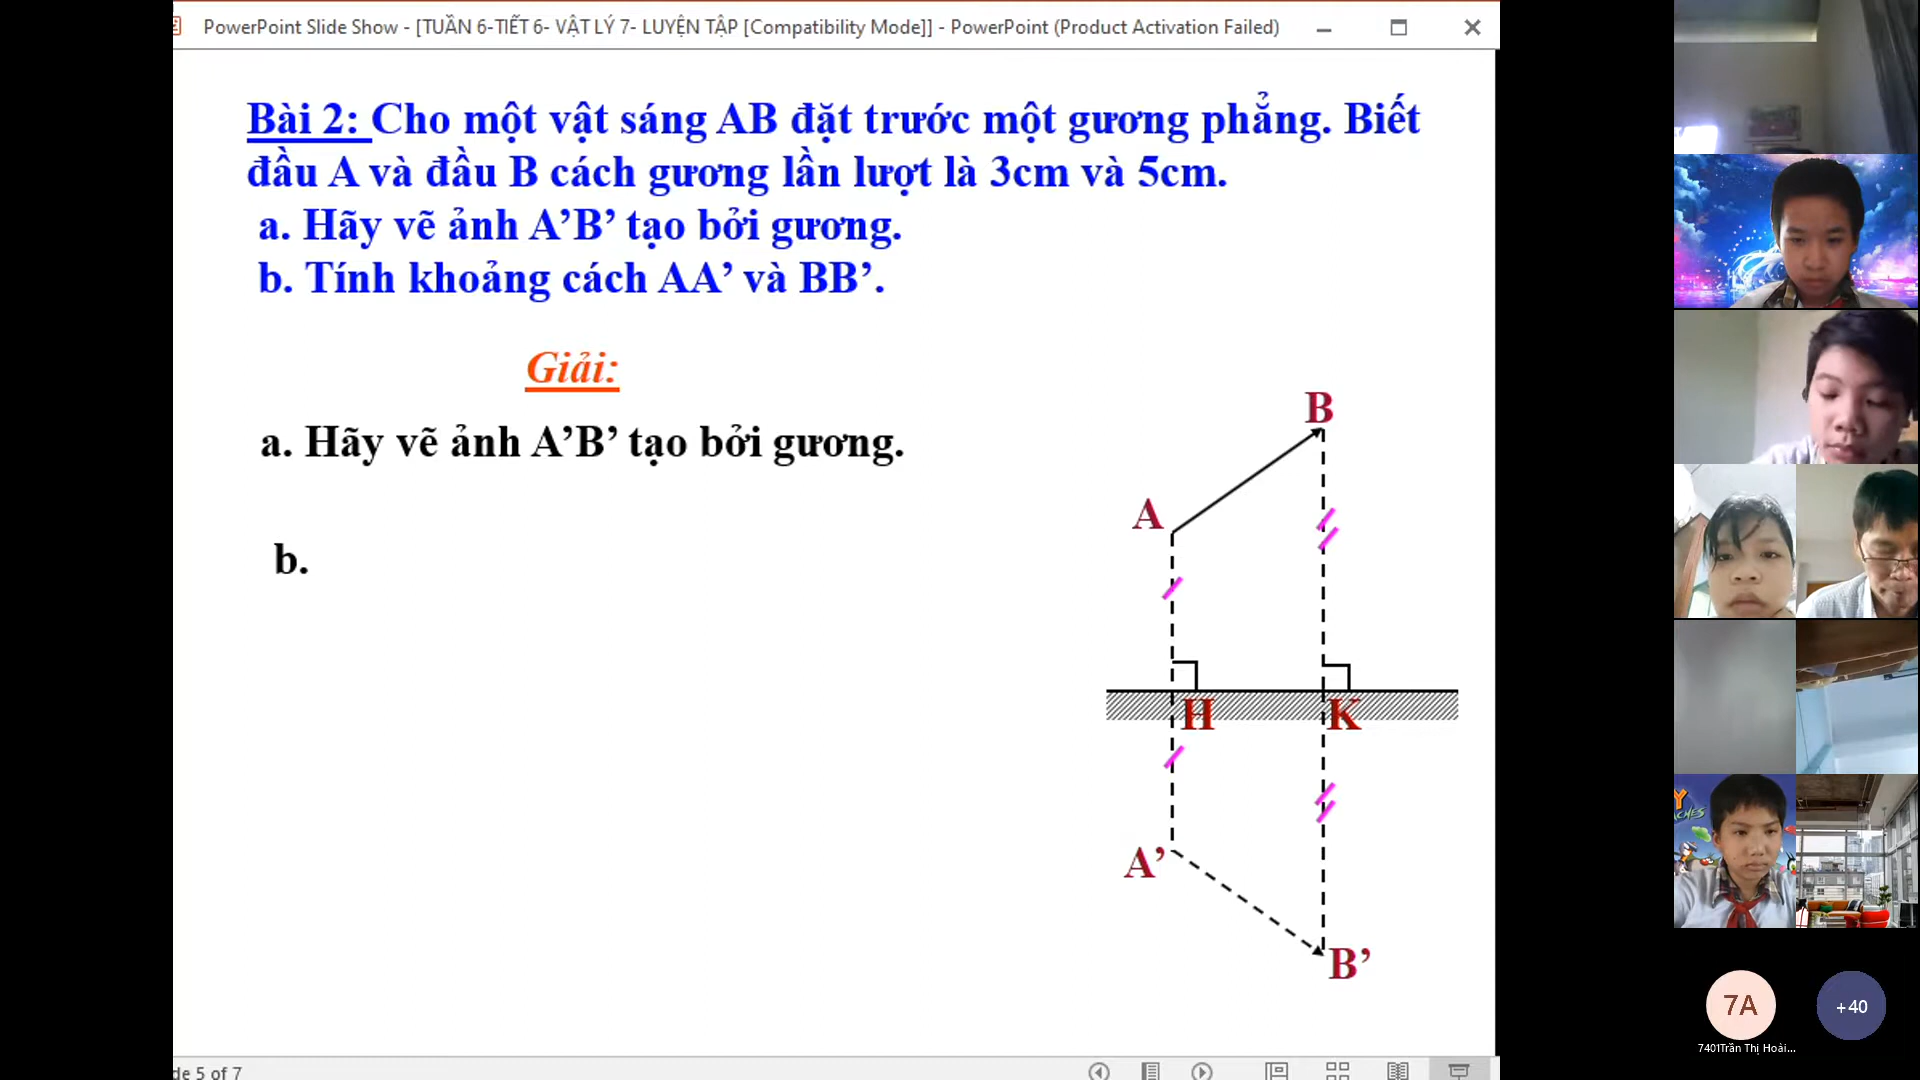 PowerPoint Slide Show - [TUẦN 6-TIẾT 6- VẬT LÝ 7- LUYỆN TẬP [Compatibility Mode]] - PowerPoint (Product Activation Failed)
Bài 2: Cho một vật sáng AB đặt trước một gương phẳng. Biết
đầu A và đầu B cách gương lần lượt là 3cm và 5cm.
a. Hãy vẽ ảnh A’B’ tạo bởi gương.
b. Tính khoảng cách AA’ và BB’.
Giải:
a. Hãy vẽ ảnh A’B’ tạo bởi gương.
b.
B
A
H
K
A’
B’
de 5 of 7
7A
+40
7401Trần Thị Hoài...